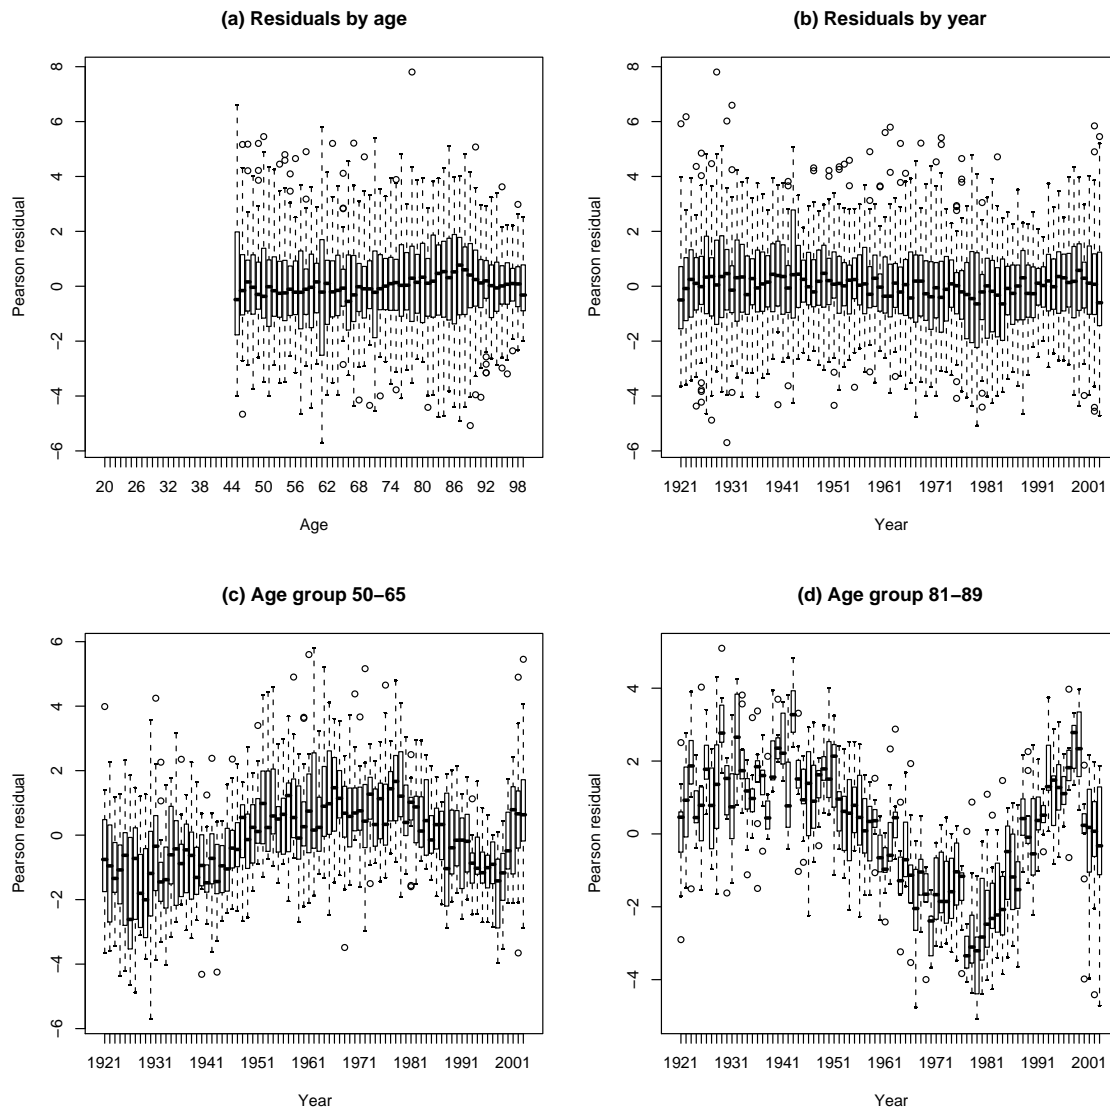 (a) Residuals by age
Pearson residual
8
6
4
2
0
−2
−4
−6
20 26 32 38 44 50 56 62 68 74 80 86 92 98
Age
(b) Residuals by year
Pearson residual
8
6
4
2
0
−2
−4
−6
1921 1931 1941 1951 1961 1971 1981 1991 2001
Year
(c) Age group 50−65
Pearson residual
6
4
2
0
−2
−4
−6
1921 1931 1941 1951 1961 1971 1981 1991 2001
Year
(d) Age group 81−89
Pearson residual
4
2
0
−2
−4
1921 1931 1941 1951 1961 1971 1981 1991 2001
Year